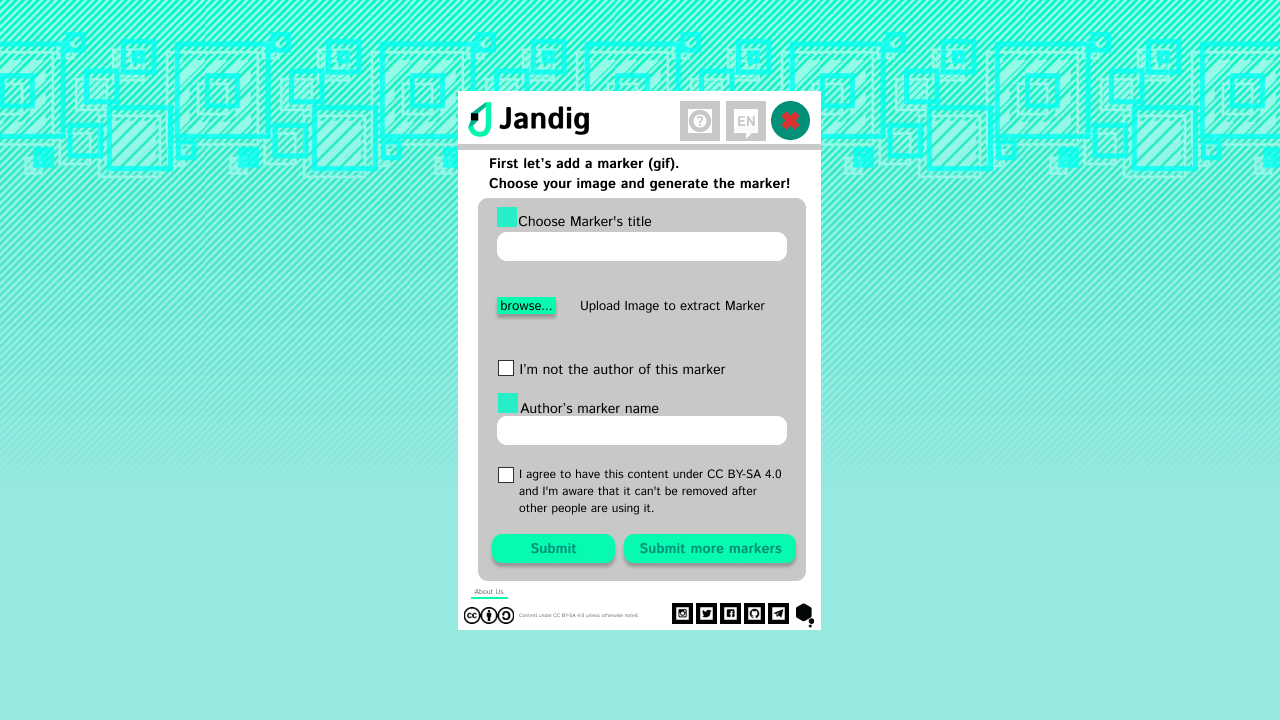 Jandig
?
EN
First let’s add a marker (gif).
Choose your image and generate the marker!
Choose Marker's title
browse...
Upload Image to extract Marker
I’m not the author of this marker
Author’s marker name
I agree to have this content under CC BY-SA 4.0
and I'm aware that it can't be removed after
other people are using it.
Submit
Submit more markers
About Us
cc
Content under CC BY-SA 4.0 unless otherwise noted.